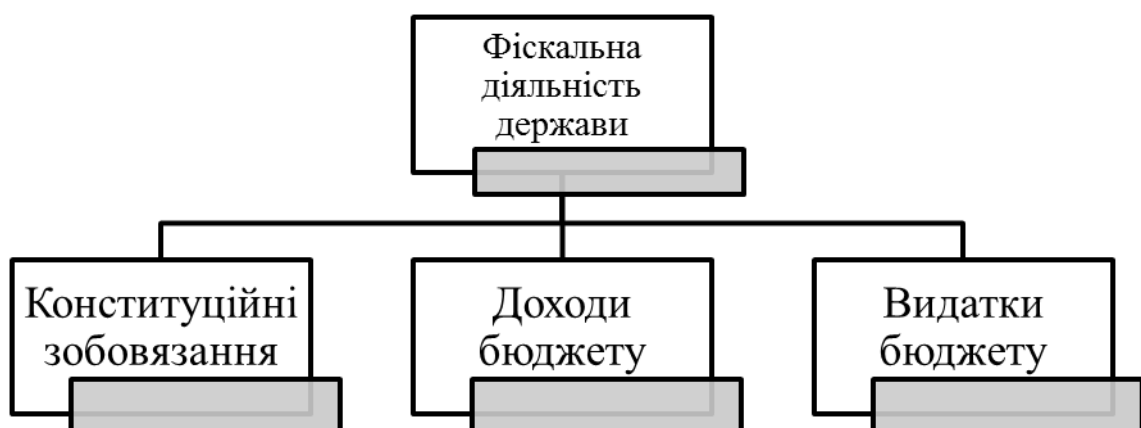 Фіскальна
діяльність
держави
Конституційні
зобовязання
Доходи
бюджету
Видатки
бюджету